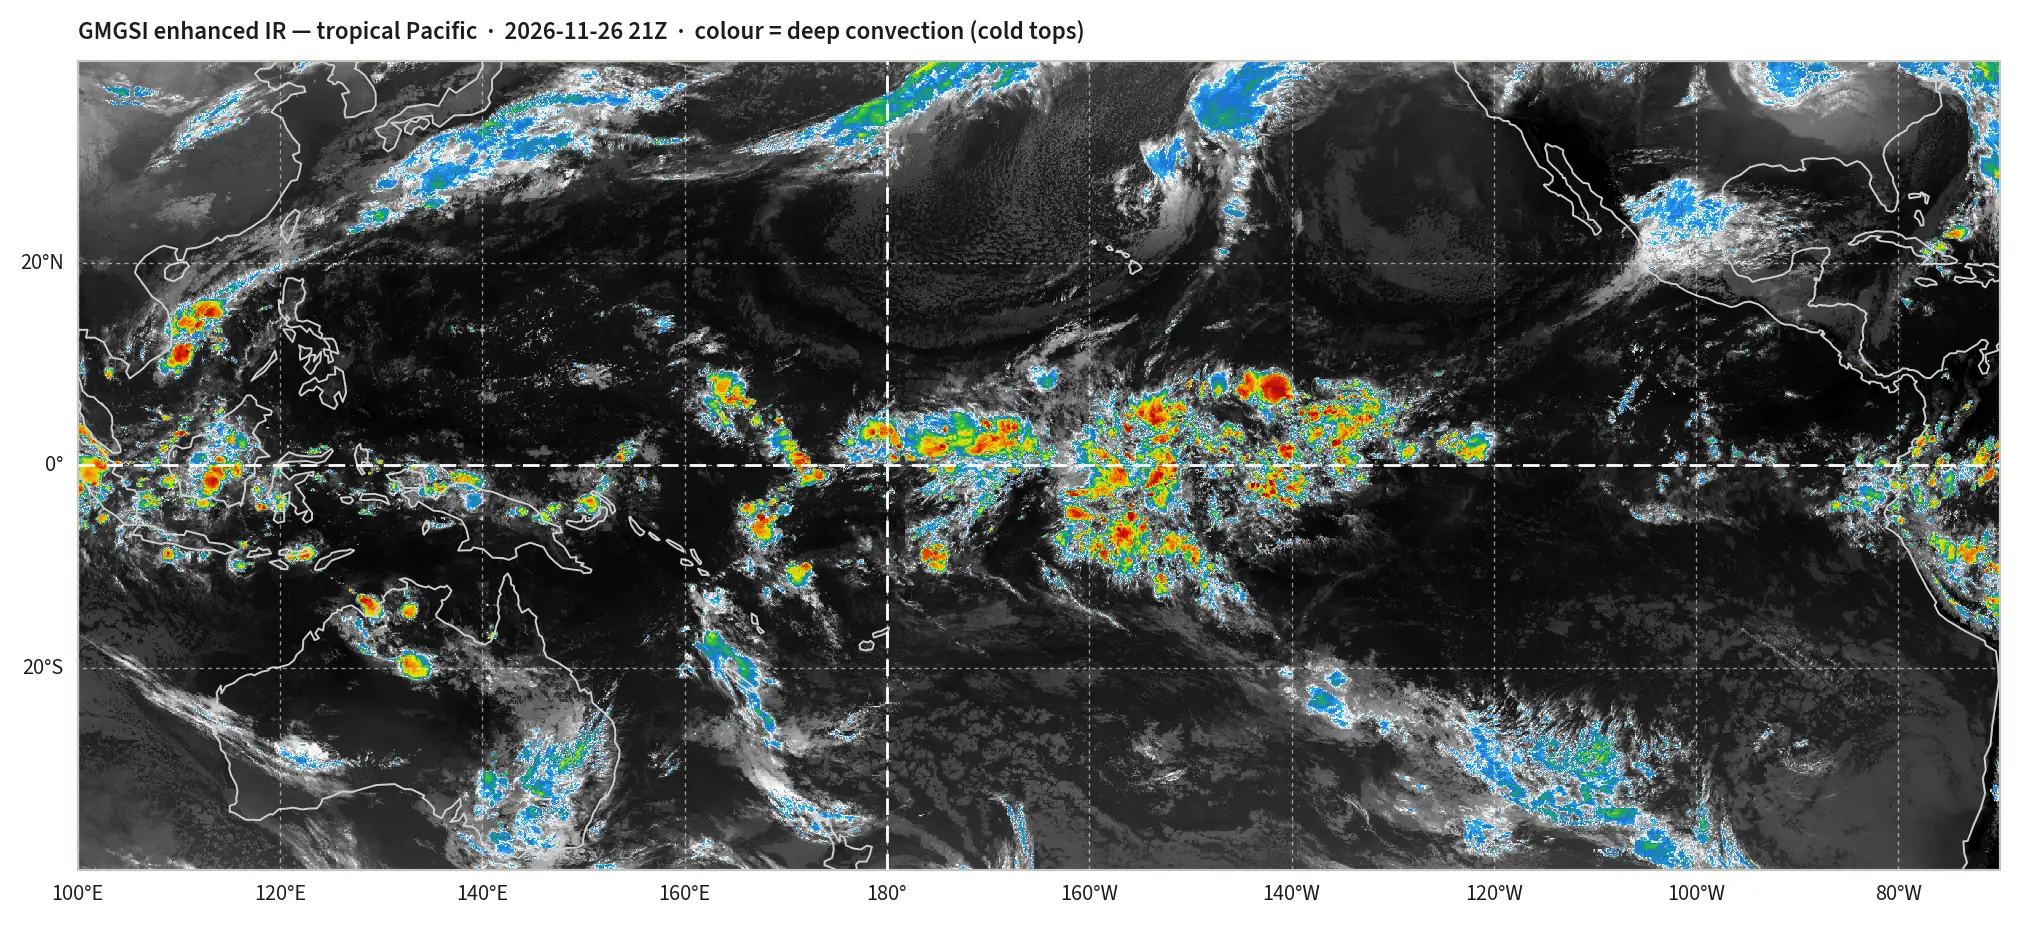 GMGSI enhanced IR — tropical Pacific · 2026-11-26 21Z · colour = deep convection (cold tops)
20°N
0°
20°S
100°E 120°E 140°E 160°E 180° 160°W 140°W 120°W 100°W 80°W